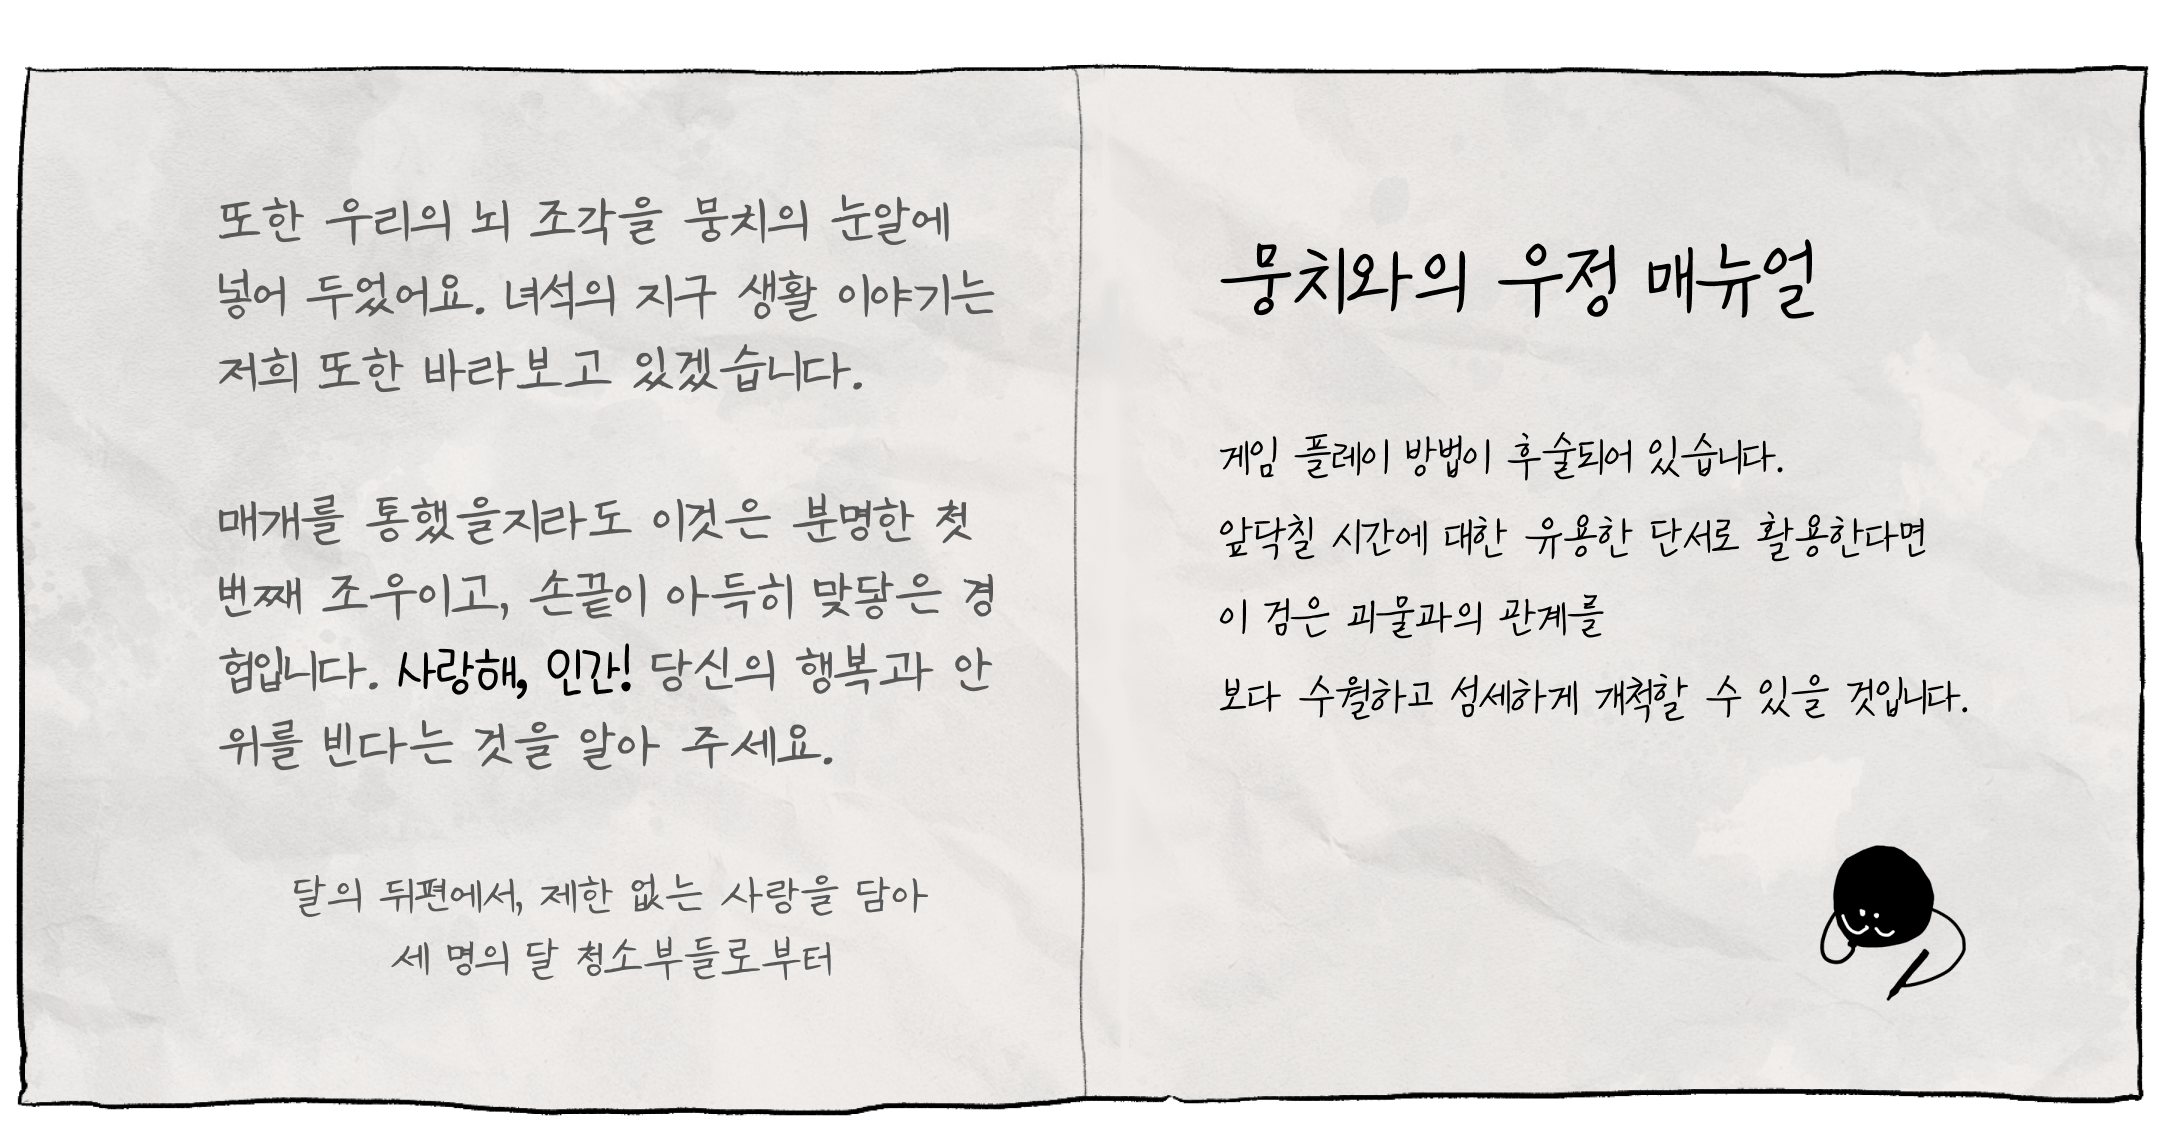 또한 우리의 뇌 조각을 뭉치의 눈알에
넣어 두었어요. 녀석의 지구 생활 이야기는
저희 또한 바라보고 있겠습니다.
매개를 통했을지라도 이것은 분명한 첫
번째 조우이고, 손끝이 아득히 맞닿은 경
험입니다. 사랑해, 인간! 당신의 행복과 안
위를 빈다는 것을 알아 주세요.
달의 뒤편에서, 제한 없는 사랑을 담아
세 명의 달 청소부들로부터
뭉치와의 우정 매뉴얼
게임 플레이 방법이 후술되어 있습니다.
앞닥칠 시간에 대한 유용한 단서로 활용한다면
이 검은 괴물과의 관계를
보다 수월하고 섬세하게 개척할 수 있을 것입니다.